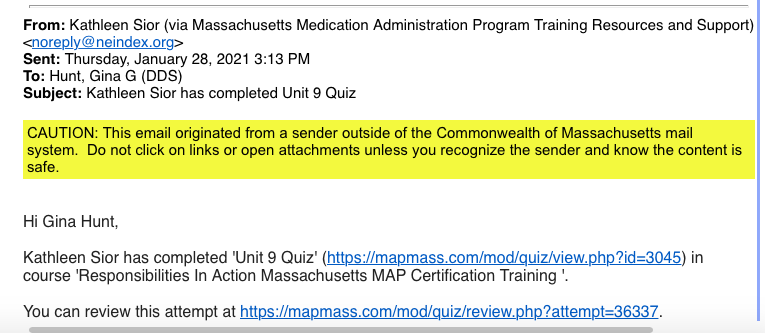 From: Kathleen Sior (via Massachusetts Medication Administration Program Training Resources and Support)
<noreply@neindex.org>
Sent: Thursday, January 28, 2021 3:13 PM
To: Hunt, Gina G (DDS)
Subject: Kathleen Sior has completed Unit 9 Quiz
CAUTION: This email originated from a sender outside of the Commonwealth of Massachusetts mail
system.  Do not click on links or open attachments unless you recognize the sender and know the content is
safe.
Hi Gina Hunt,
Kathleen Sior has completed 'Unit 9 Quiz' (https://mapmass.com/mod/quiz/view.php?id=3045) in
course 'Responsibilities In Action Massachusetts MAP Certification Training '.
You can review this attempt at https://mapmass.com/mod/quiz/review.php?attempt=36337.